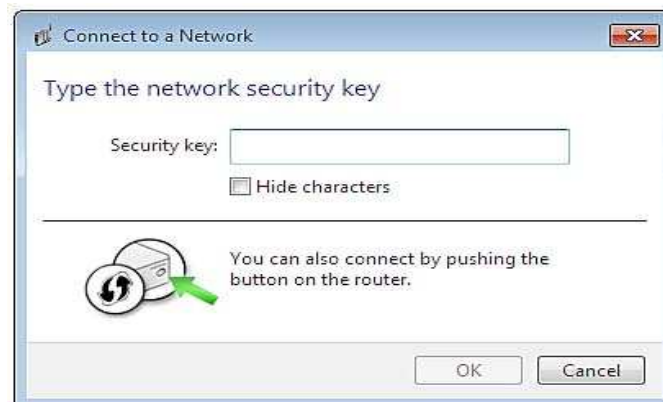 Connect to a Network
Type the network security key
Security key:
Hide characters
You can also connect by pushing the
button on the router.
OK
Cancel